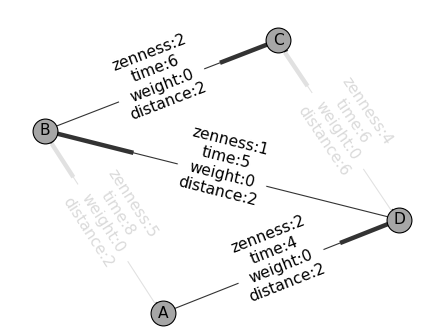 zenness:2
time:6
weight:0
distance:2
C
zenness:4
time:6
weight:0
distance:6
B
zenness:1
time:5
weight:0
distance:2
zenness:5
time:8
weight:0
distance:2
D
zenness:2
time:4
weight:0
distance:2
A